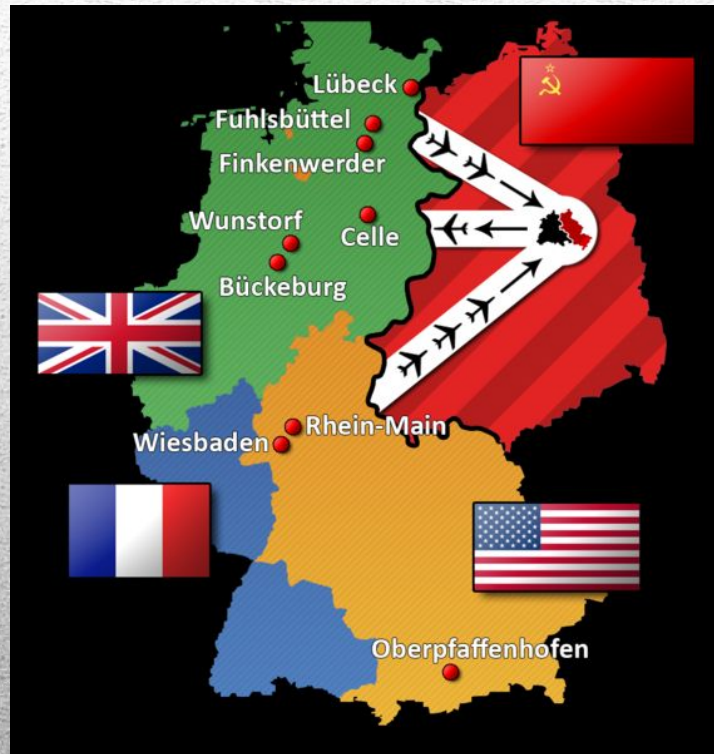 Lübeck
Fuhlsbüttel
Finkenwerder
Wunstorf
Celle
Bückeburg
Rhein-Main
Wiesbaden
Oberpfaffenhofen